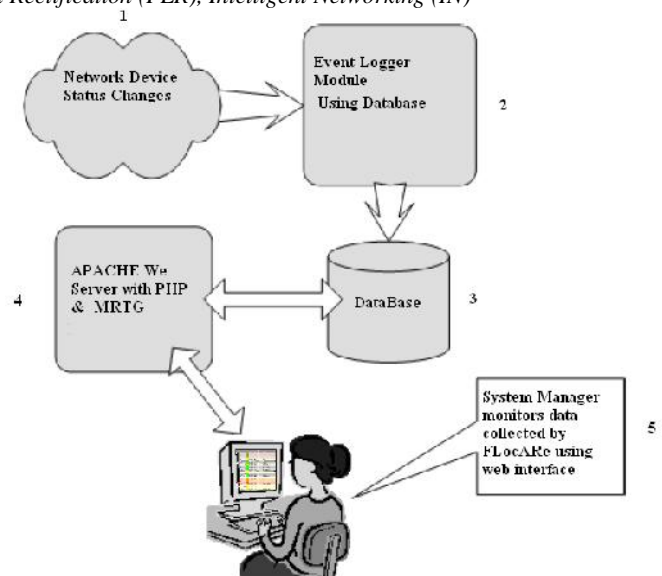 Rectification (FER), Intelligent Networking (IN)
1
Network Device
Status Changes
Event Logger
Module
Using Database
2
APACHE We
Server with PHP
& MRTG
4
DataBase
3
System Manager
monitors data
collected by
FLocARe using
web interface
5